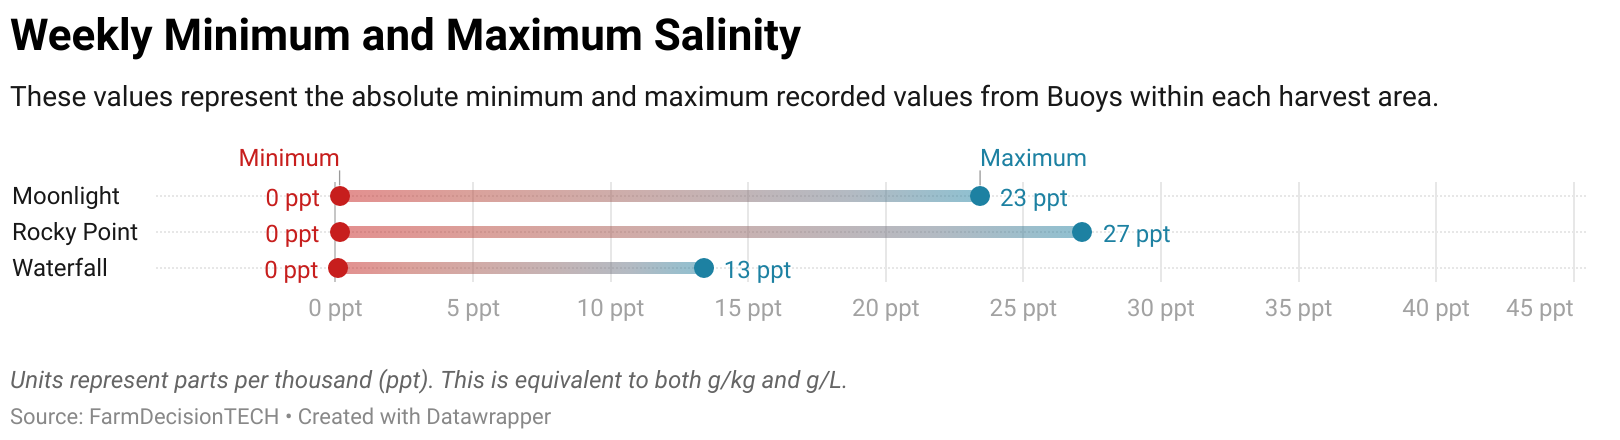 Weekly Minimum and Maximum Salinity
These values represent the absolute minimum and maximum recorded values from Buoys within each harvest area.
Minimum Maximum
Moonlight 0 ppt 23 ppt
Rocky Point 0 ppt 27 ppt
Waterfall 0 ppt 13 ppt
0 ppt 5 ppt 10 ppt 15 ppt 20 ppt 25 ppt 30 ppt 35 ppt 40 ppt 45 ppt
Units represent parts per thousand (ppt). This is equivalent to both g/kg and g/L.
Source: FarmDecisionTECH • Created with Datawrapper